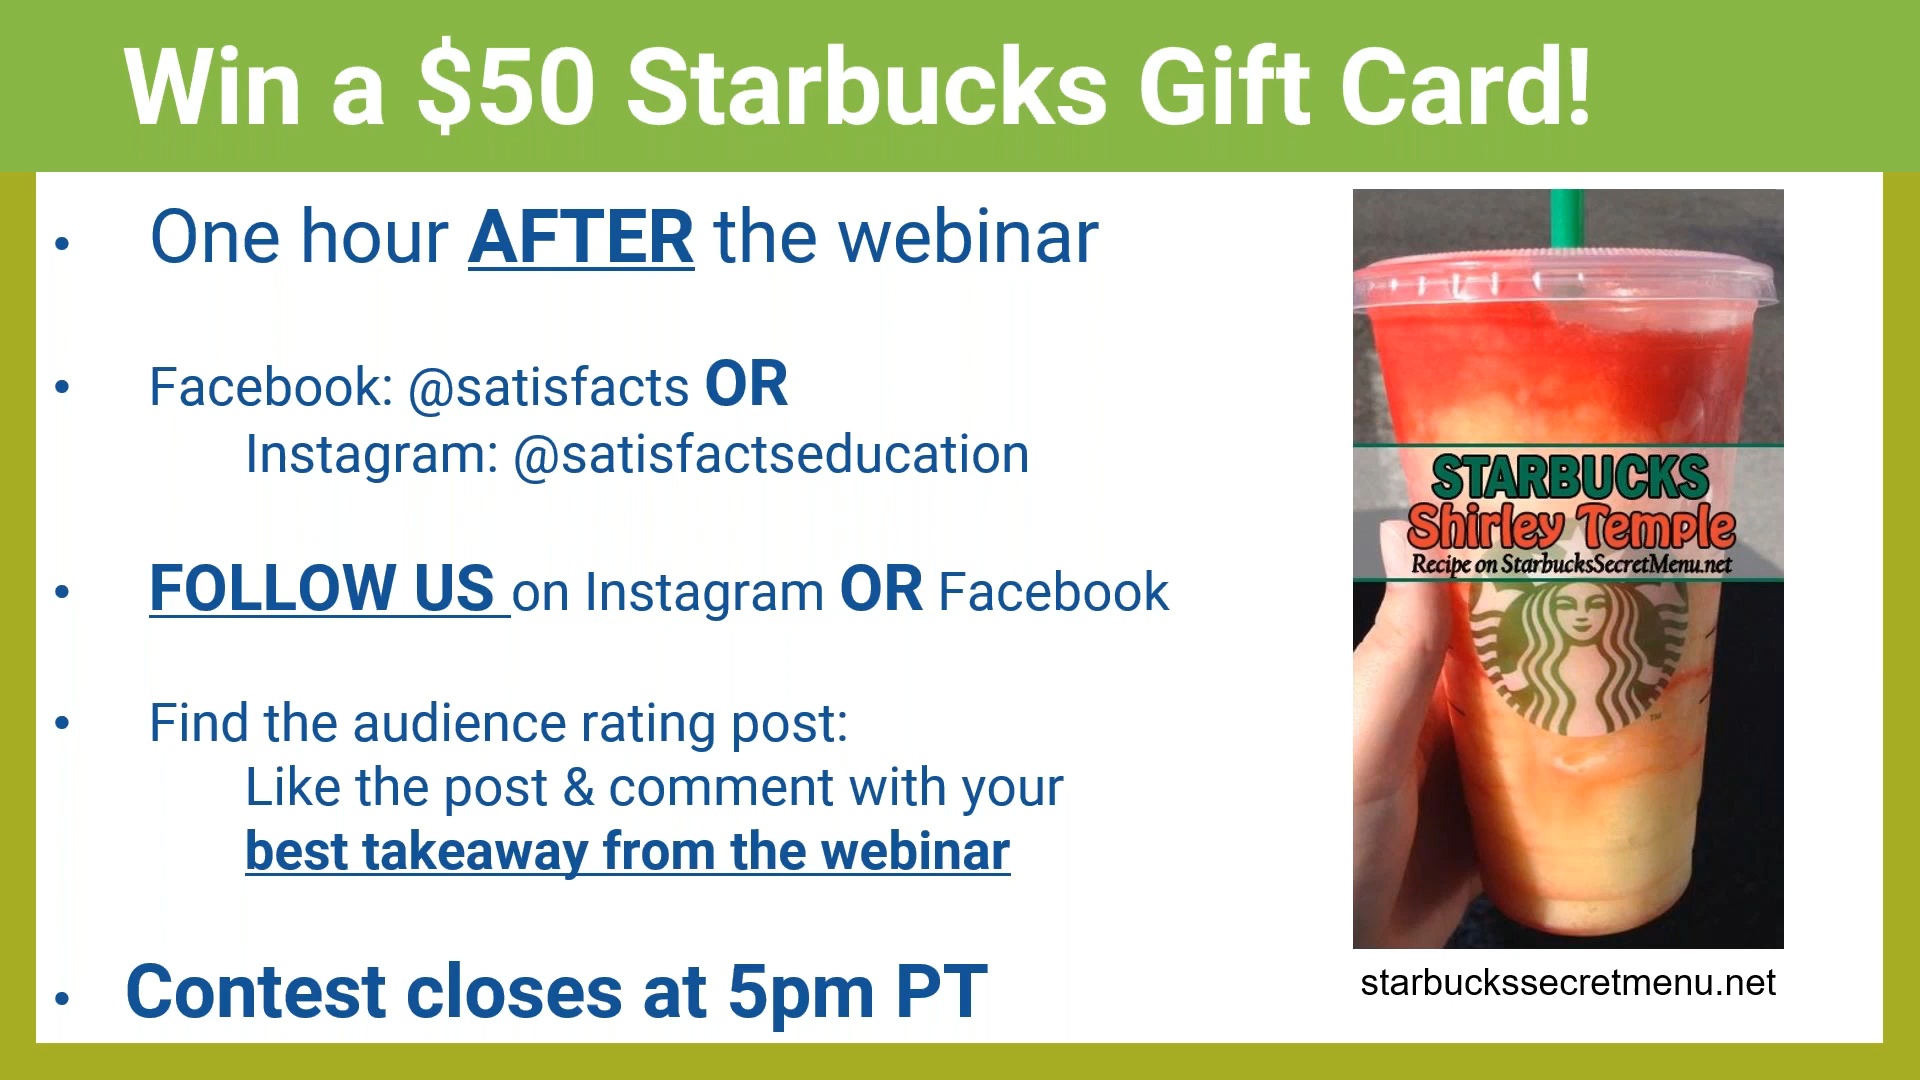 Win a $50 Starbucks Gift Card!
• One hour AFTER the webinar
• Facebook: @satisfacts OR
Instagram: @satisfactseducation
• FOLLOW US on Instagram OR Facebook
• Find the audience rating post:
Like the post & comment with your
best takeaway from the webinar
• Contest closes at 5pm PT
STARBUCKS
Shirley Temple
Recipe on StarbucksSecretMenu.net
TM
starbuckssecretmenu.net